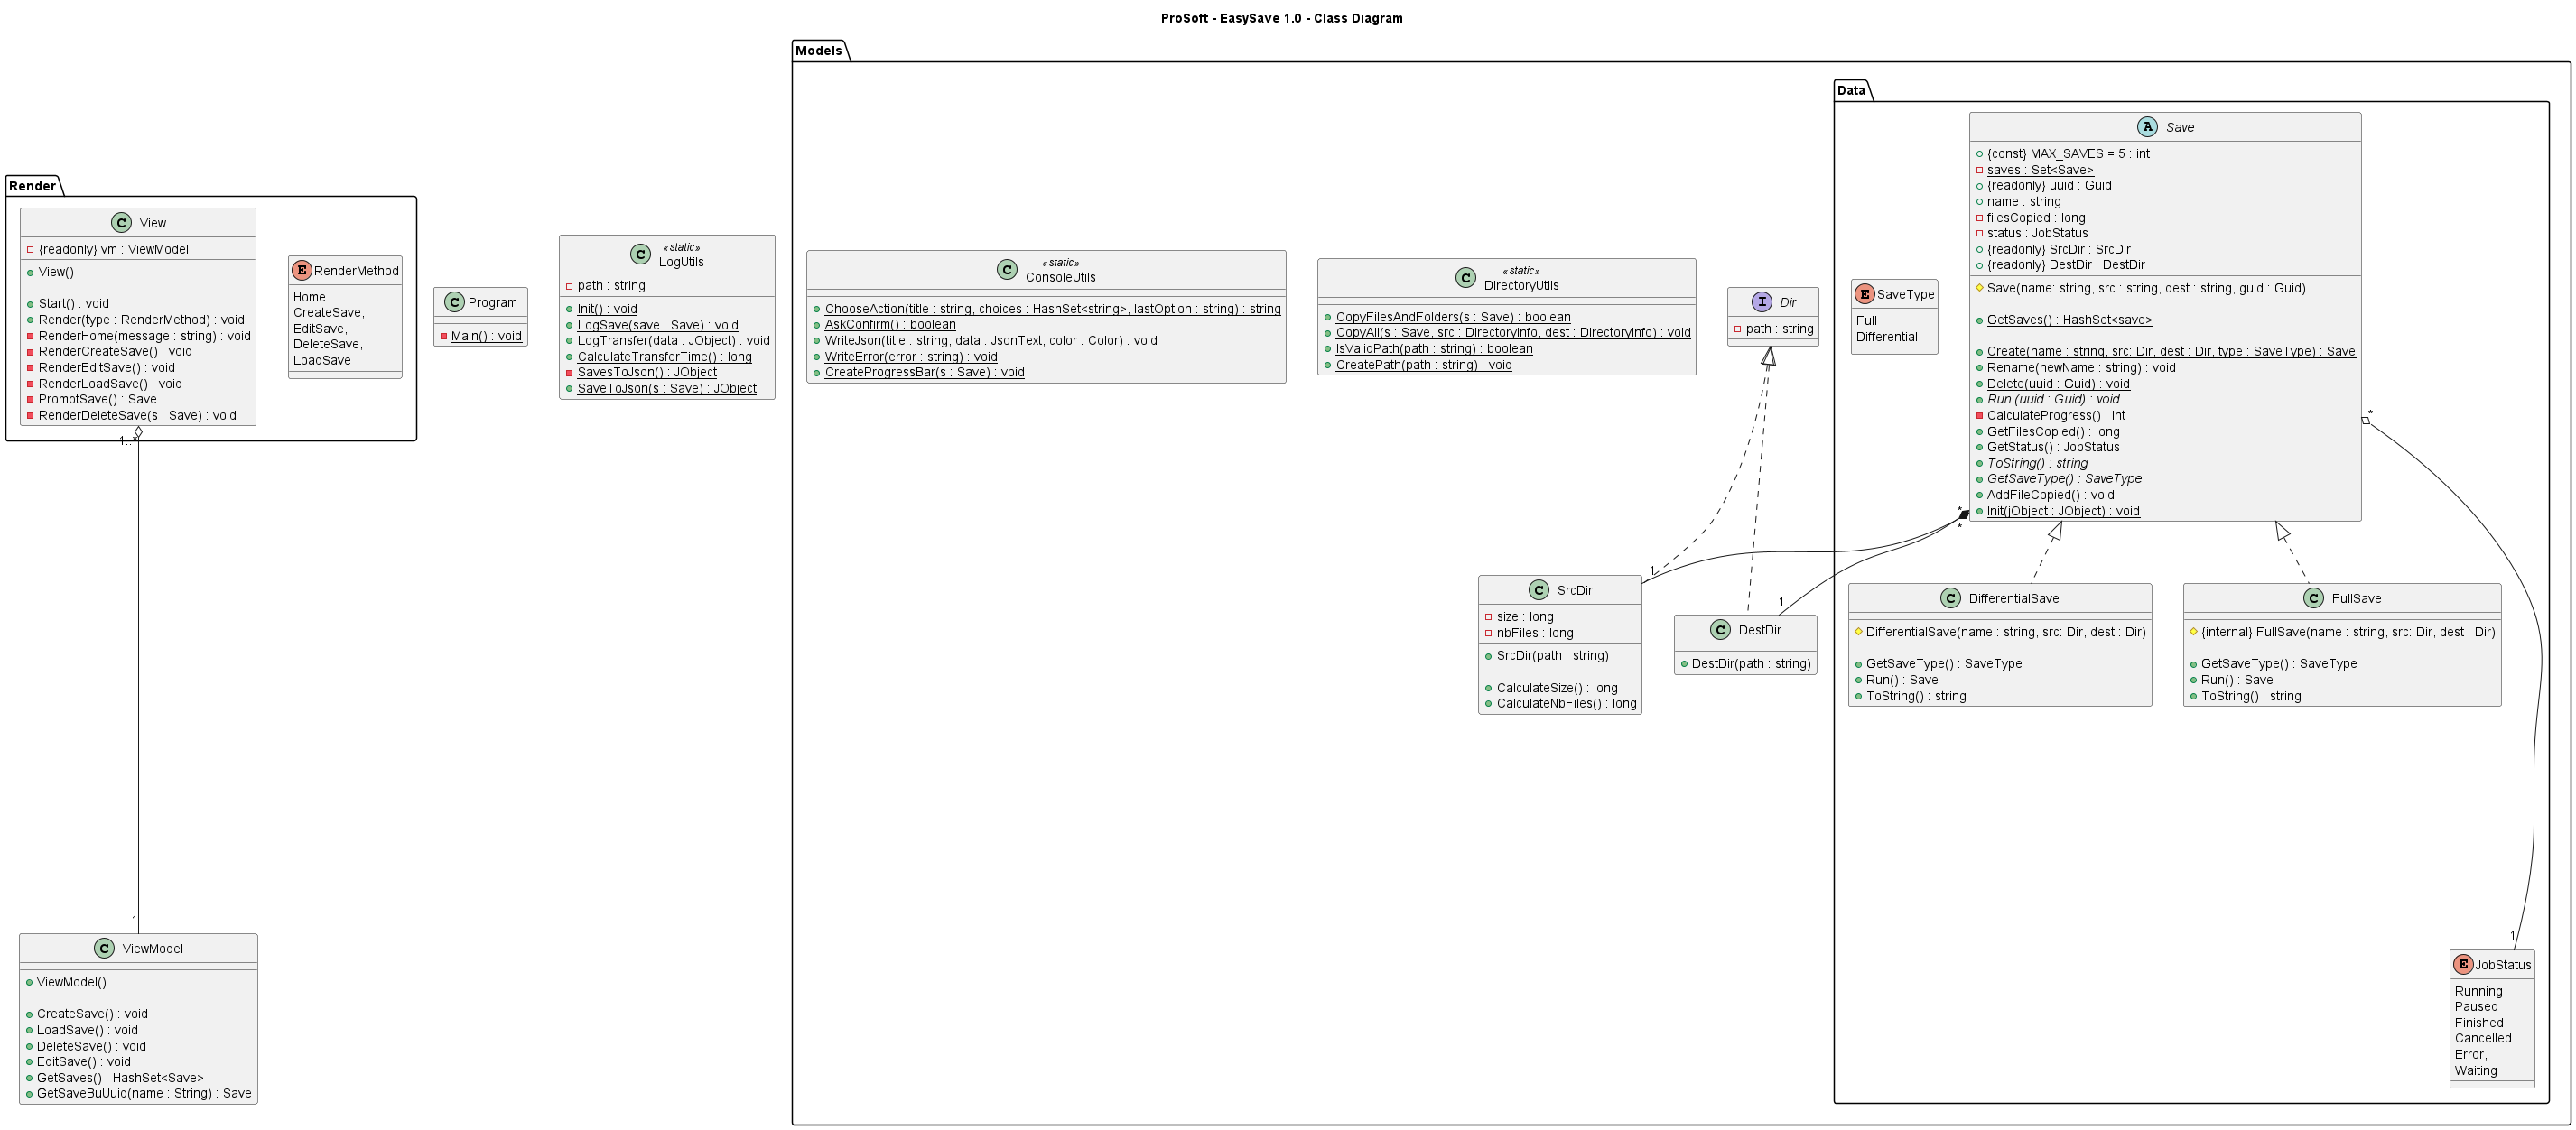 ProSoft - EasySave 1.0 - Class Diagram
Render
C View
{readonly} vm : ViewModel
View()
Start() : void
Render(type : RenderMethod) : void
RenderHome(message : string) : void
RenderCreateSave() : void
RenderEditSave() : void
RenderLoadSave() : void
PromptSave() : Save
RenderDeleteSave(s : Save) : void
E RenderMethod
Home
CreateSave,
EditSave,
DeleteSave,
LoadSave
1..*
1
C ViewModel
ViewModel()
CreateSave() : void
LoadSave() : void
DeleteSave() : void
EditSave() : void
GetSaves() : HashSet<Save>
GetSaveBuUuid(name : String) : Save
C Program
Main() : void
C «static»
LogUtils
path : string
Init() : void
LogSave(save : Save) : void
LogTransfer(data : JObject) : void
CalculateTransferTime() : long
SavesToJson() : JObject
SaveToJson(s : Save) : JObject
Models
C «static»
ConsoleUtils
ChooseAction(title : string, choices : HashSet<string>, lastOption : string) : string
AskConfirm() : boolean
WriteJson(title : string, data : JsonText, color : Color) : void
WriteError(error : string) : void
CreateProgressBar(s : Save) : void
C «static»
DirectoryUtils
CopyFilesAndFolders(s : Save) : boolean
CopyAll(s : Save, src : DirectoryInfo, dest : DirectoryInfo) : void
IsValidPath(path : string) : boolean
CreatePath(path : string) : void
I Dir
path : string
C SrcDir
size : long
nbFiles : long
SrcDir(path : string)
CalculateSize() : long
CalculateNbFiles() : long
C DestDir
DestDir(path : string)
1
1
Data
E SaveType
Full
Differential
A Save
{const} MAX_SAVES = 5 : int
saves : Set<Save>
{readonly} uuid : Guid
name : string
filesCopied : long
status : JobStatus
{readonly} SrcDir : SrcDir
{readonly} DestDir : DestDir
Save(name: string, src : string, dest : string, guid : Guid)
GetSaves() : HashSet<save>
Create(name : string, src: Dir, dest : Dir, type : SaveType) : Save
Rename(newName : string) : void
Delete(uuid : Guid) : void
Run (uuid : Guid) : void
CalculateProgress() : int
GetFilesCopied() : long
GetStatus() : JobStatus
ToString() : string
GetSaveType() : SaveType
AddFileCopied() : void
Init(jObject : JObject) : void
*
*
*
C DifferentialSave
DifferentialSave(name : string, src: Dir, dest : Dir)
GetSaveType() : SaveType
Run() : Save
ToString() : string
C FullSave
{internal} FullSave(name : string, src: Dir, dest : Dir)
GetSaveType() : SaveType
Run() : Save
ToString() : string
1
E JobStatus
Running
Paused
Finished
Cancelled
Error,
Waiting